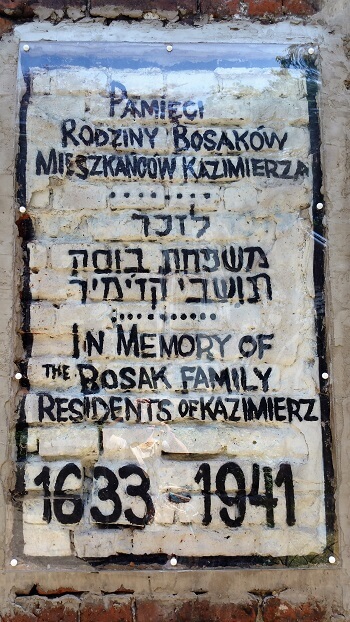 PAMIĘCI
RODZINY BOSAKÓW
MIESZKAŃCÓW KAZIMIERZA
לזכר
משפחת בוסק
תושבי קזימיר
IN MEMORY OF
THE BOSAK FAMILY
RESIDENTS OF KAZIMIERZ
1633 - 1941